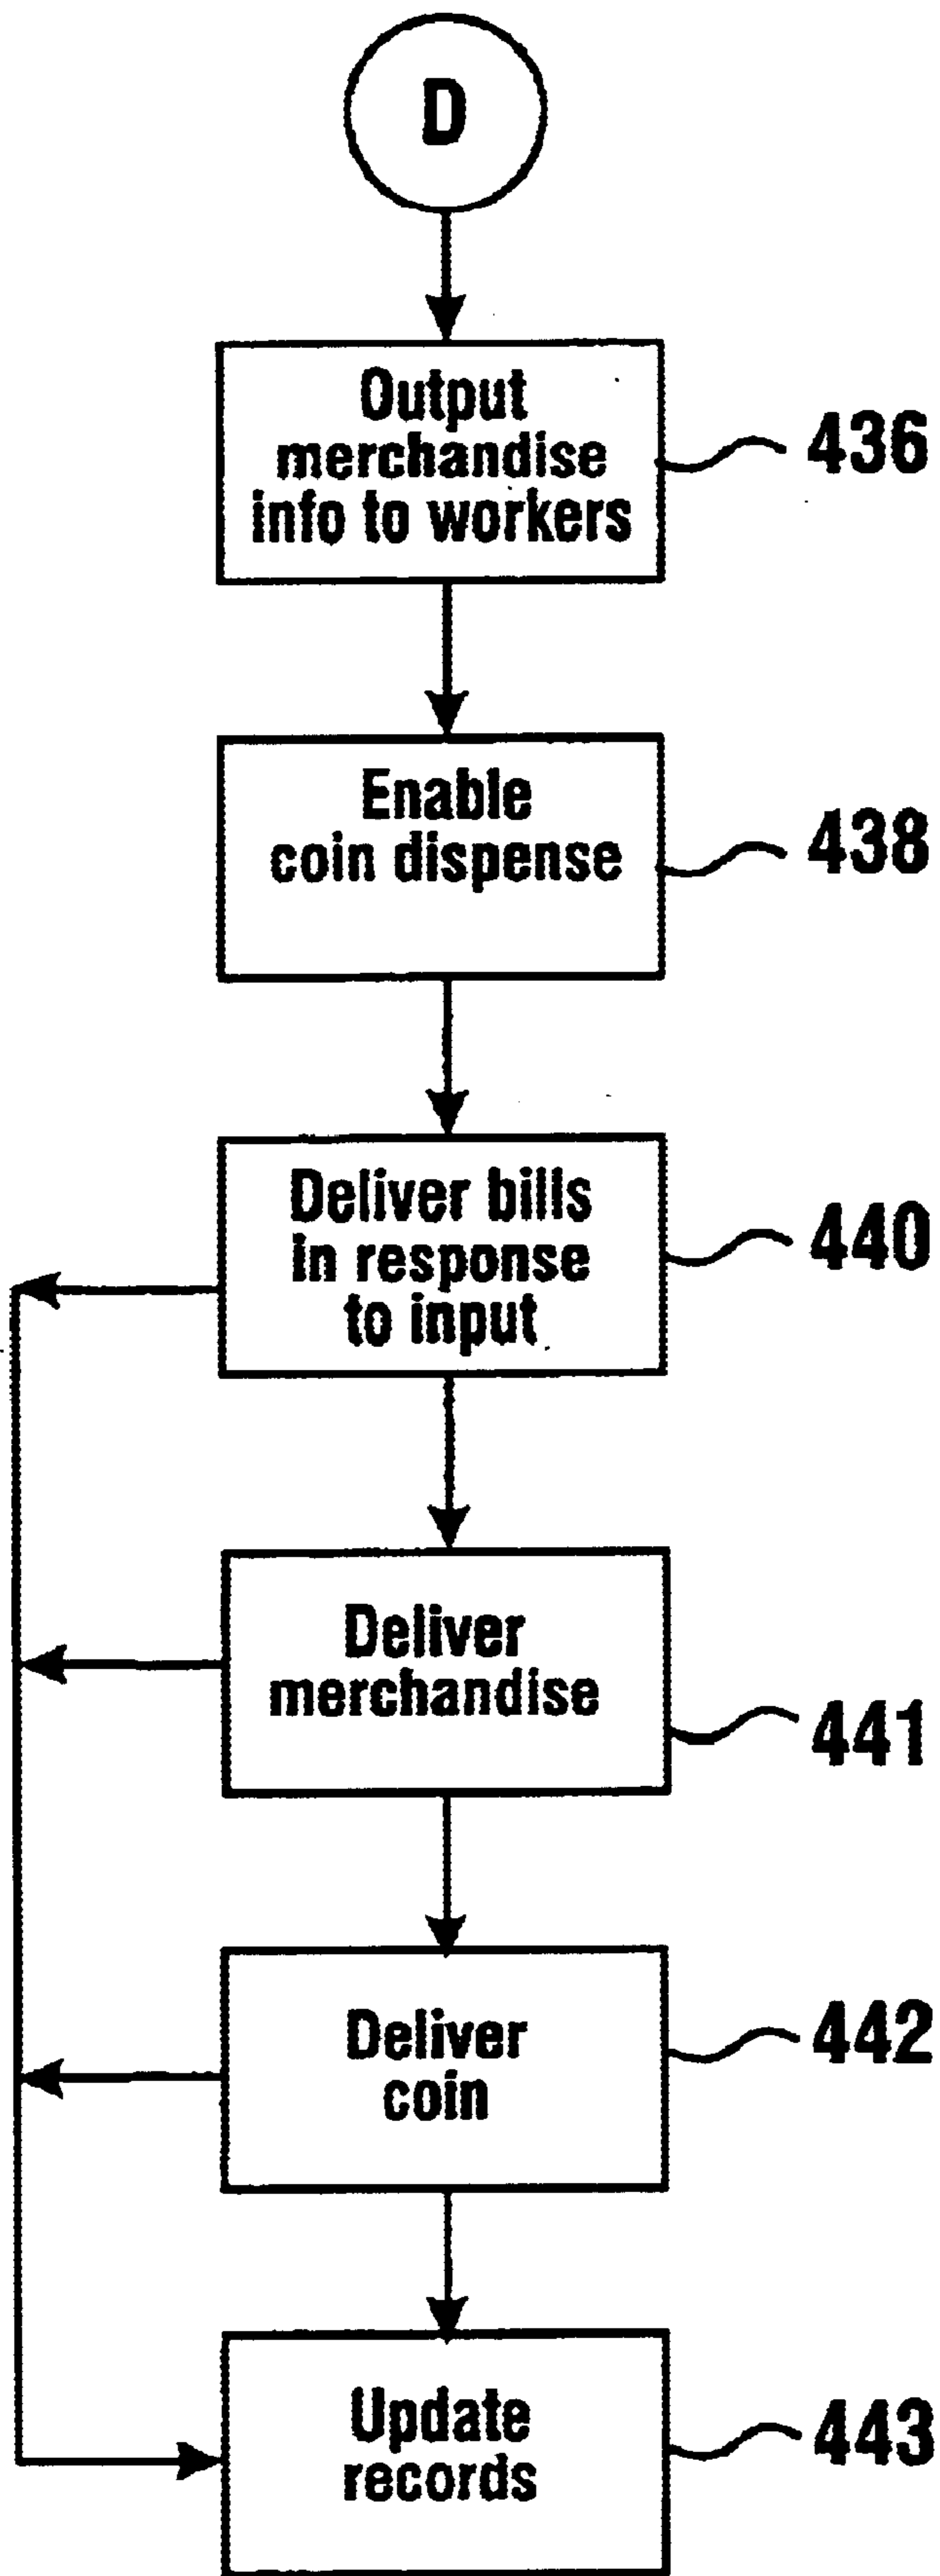 D
Output
merchandise
info to workers
436
Enable
coin dispense
438
Deliver bills
in response
to input
440
Deliver
merchandise
441
Deliver
coin
442
Update
records
443